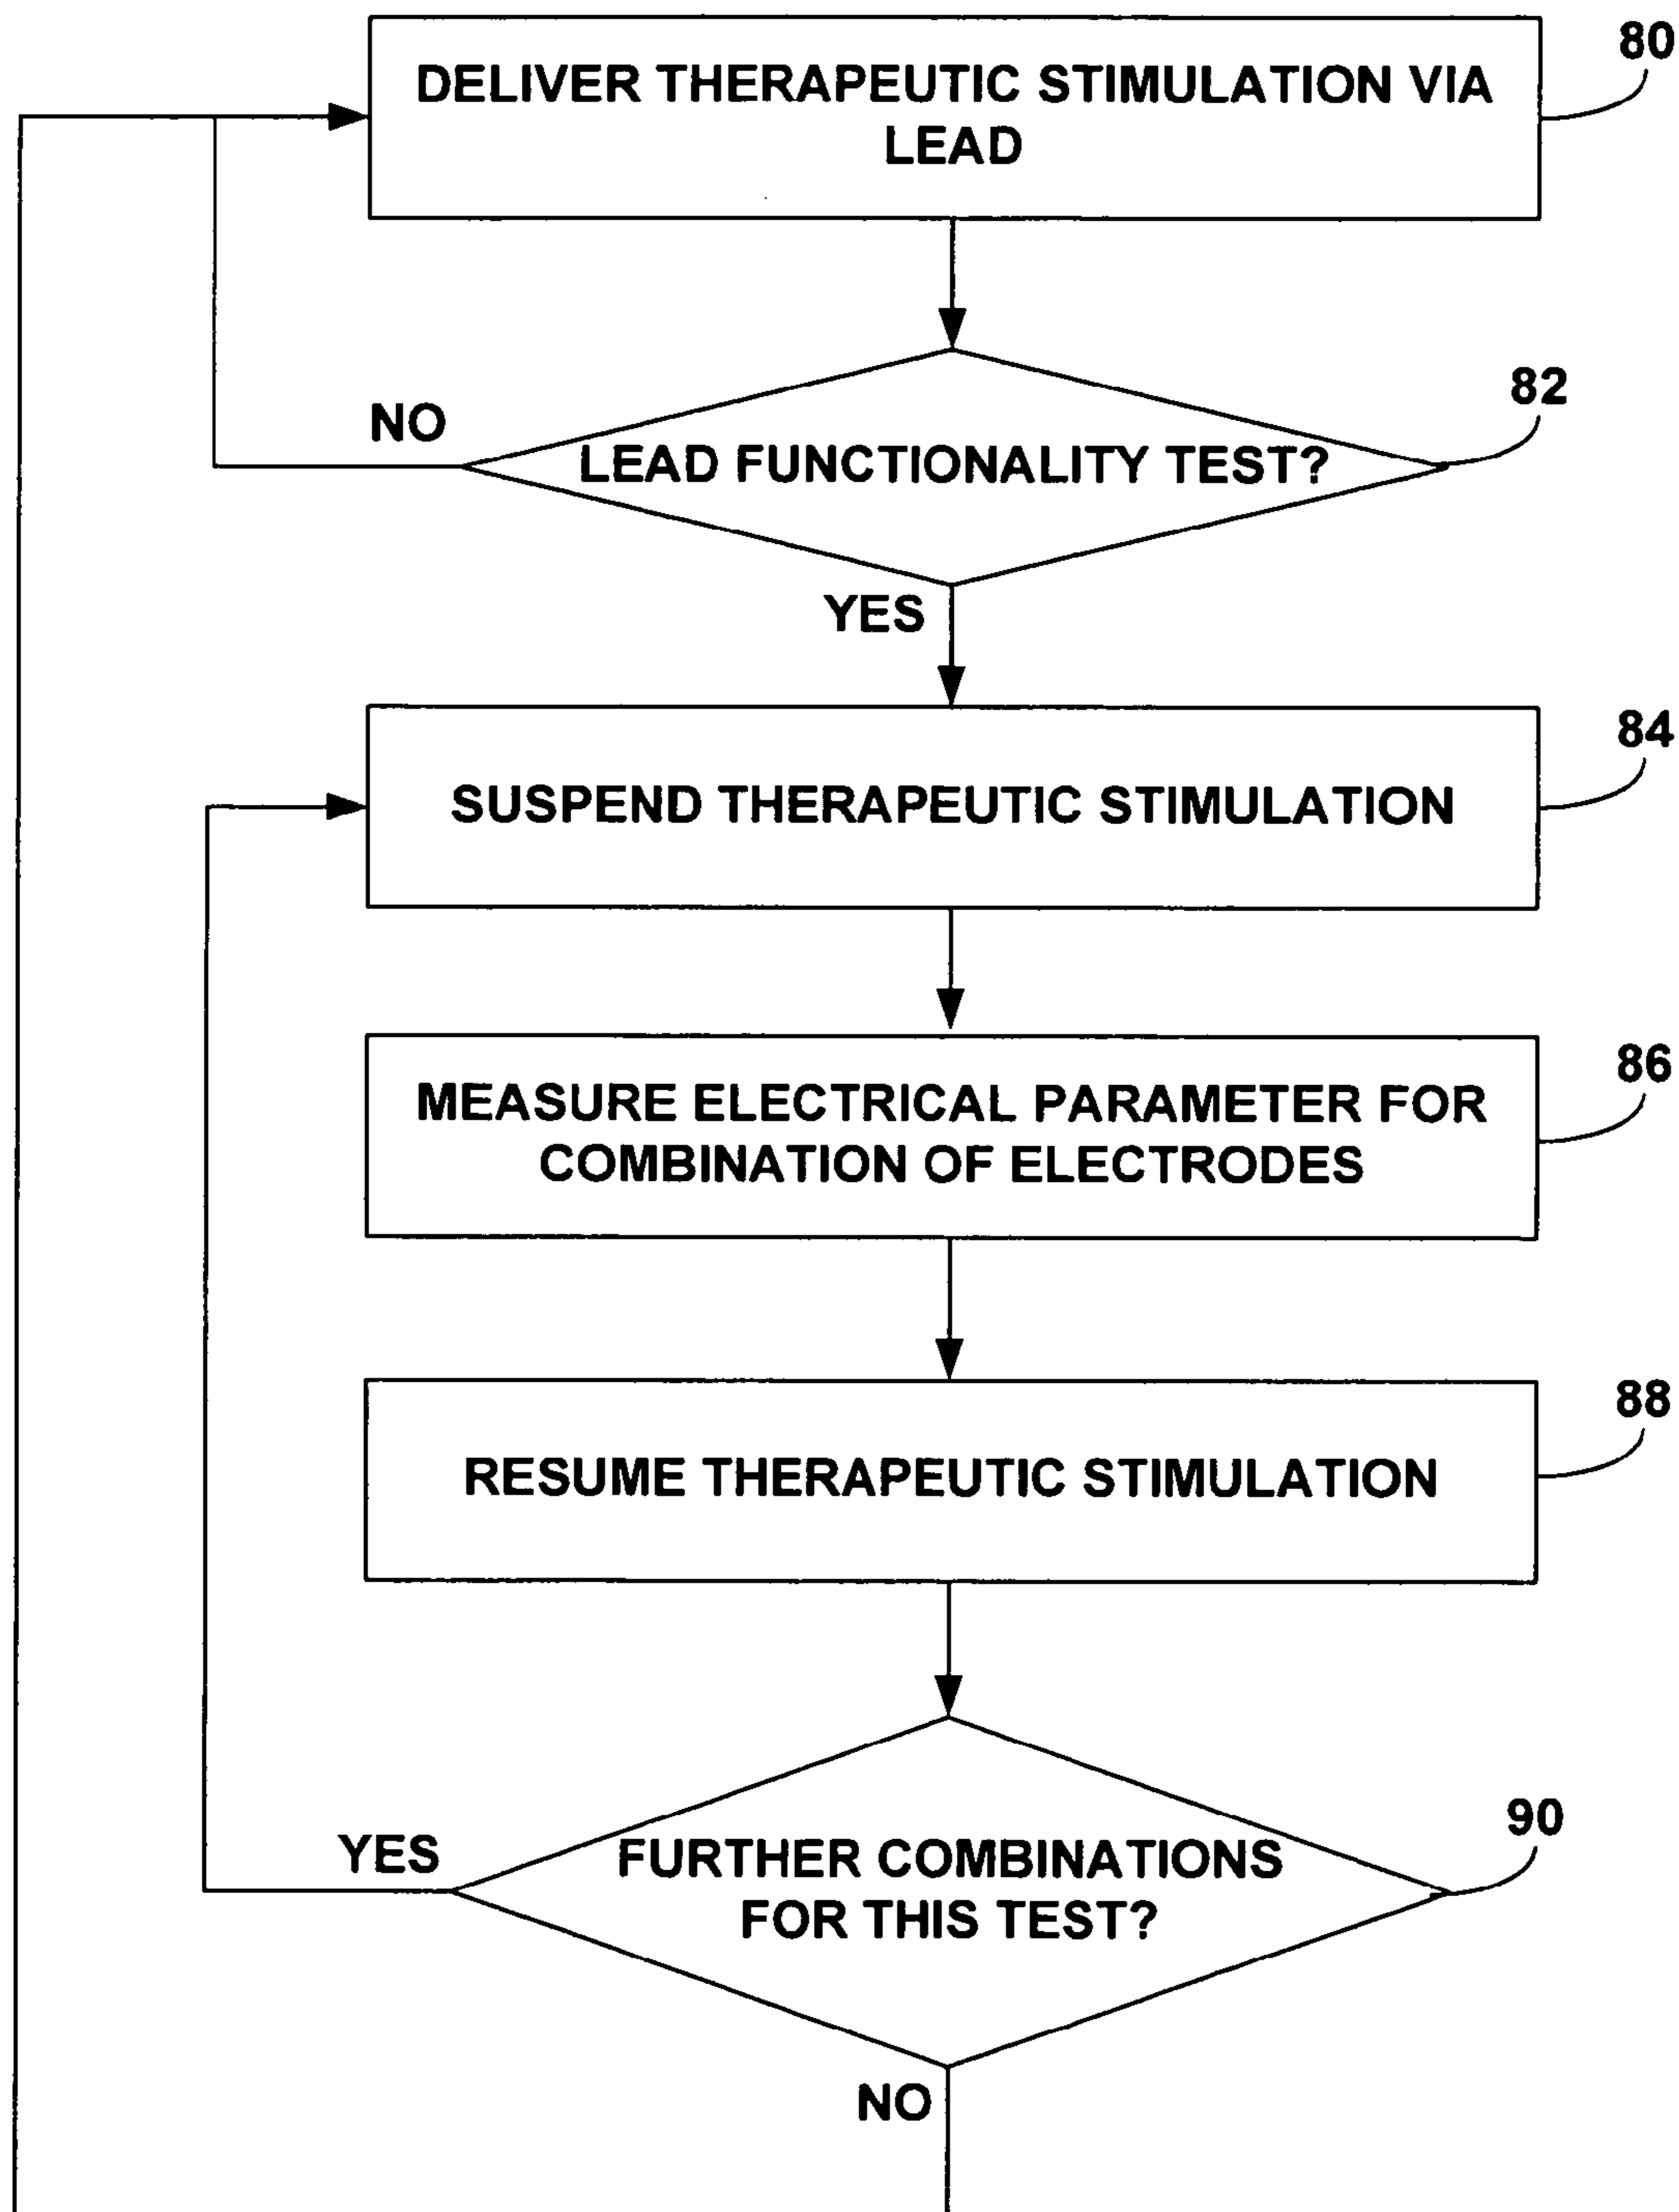 80
DELIVER THERAPEUTIC STIMULATION VIA
LEAD
82
NO
LEAD FUNCTIONALITY TEST?
YES
84
SUSPEND THERAPEUTIC STIMULATION
86
MEASURE ELECTRICAL PARAMETER FOR
COMBINATION OF ELECTRODES
88
RESUME THERAPEUTIC STIMULATION
90
YES
FURTHER COMBINATIONS
FOR THIS TEST?
NO